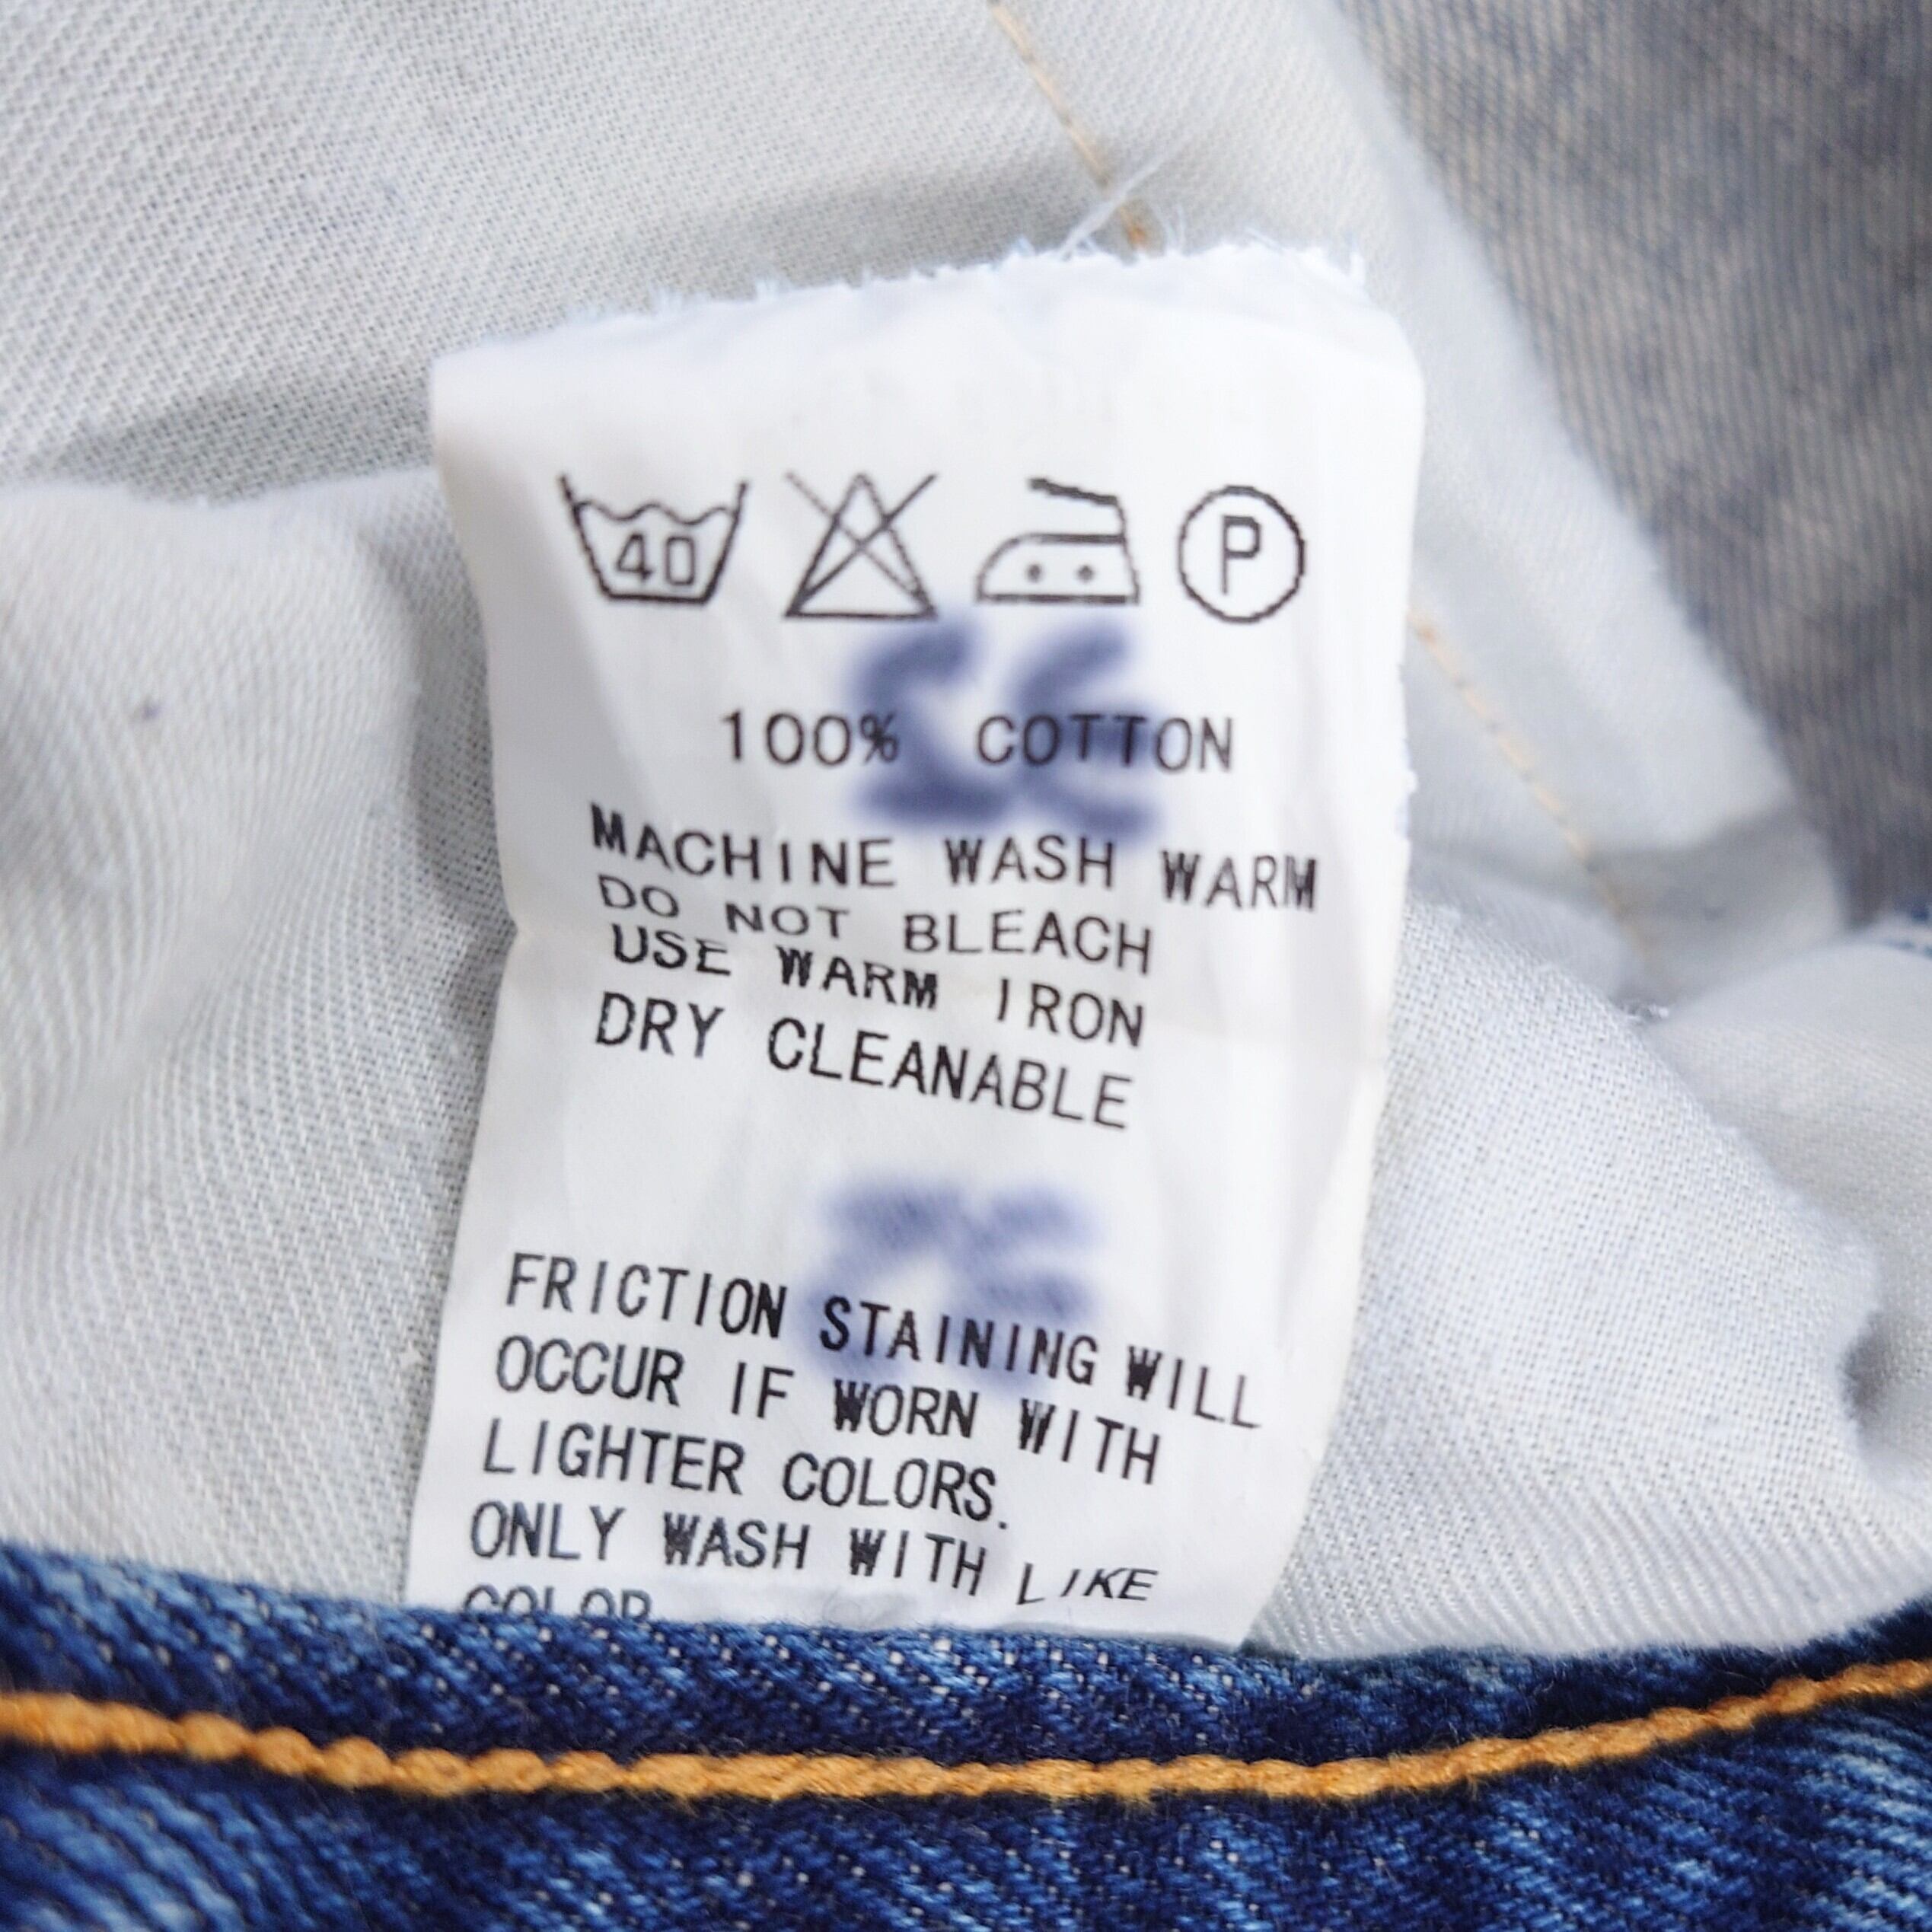 40
P
100% COTTON
MACHINE WASH WARM
DO NOT BLEACH
USE WARM IRON
DRY CLEANABLE
FRICTION STAINING WILL
OCCUR IF WORN WITH
LIGHTER COLORS.
ONLY WASH WITH LIKE
COLOR